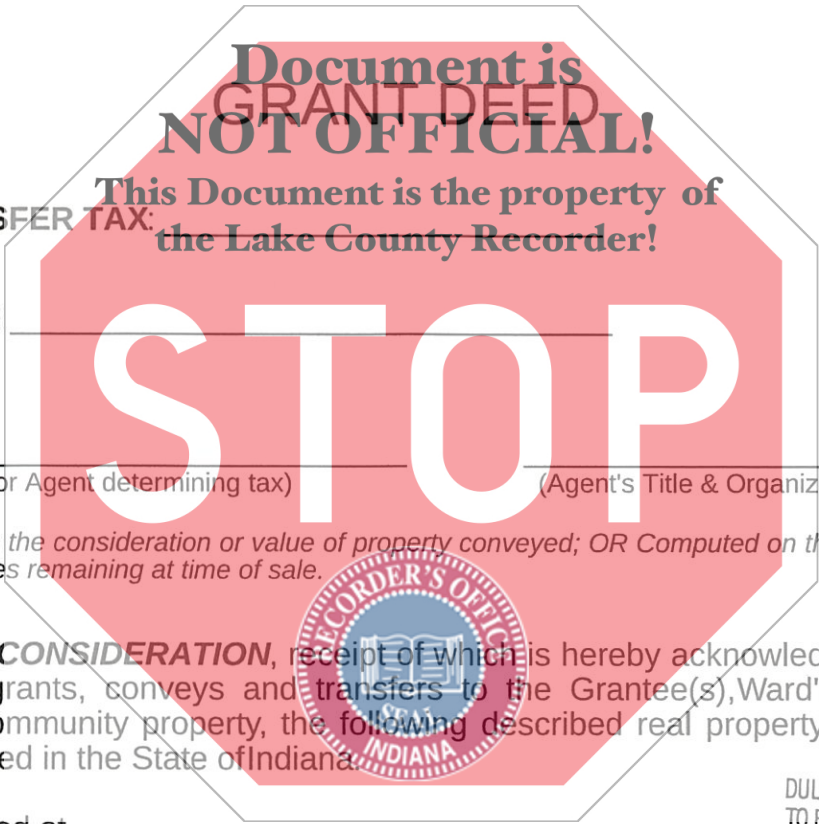 Document is
GRANT DEED
NOT OFFICIAL!
This Document is the property of
SFER TAX:
the Lake County Recorder!
STOP
or Agent determining tax) (Agent's Title & Organiz
the consideration or value of property conveyed; OR Computed on th
es remaining at time of sale.
RECORDER'S OFFICE
CONSIDERATION, receipt of which is hereby acknowled
grants, conveys and transfers to the Grantee(s),Ward'
ommunity property, the following described real property
SEAL
INDIANA
ed in the State ofIndiana.
DUL